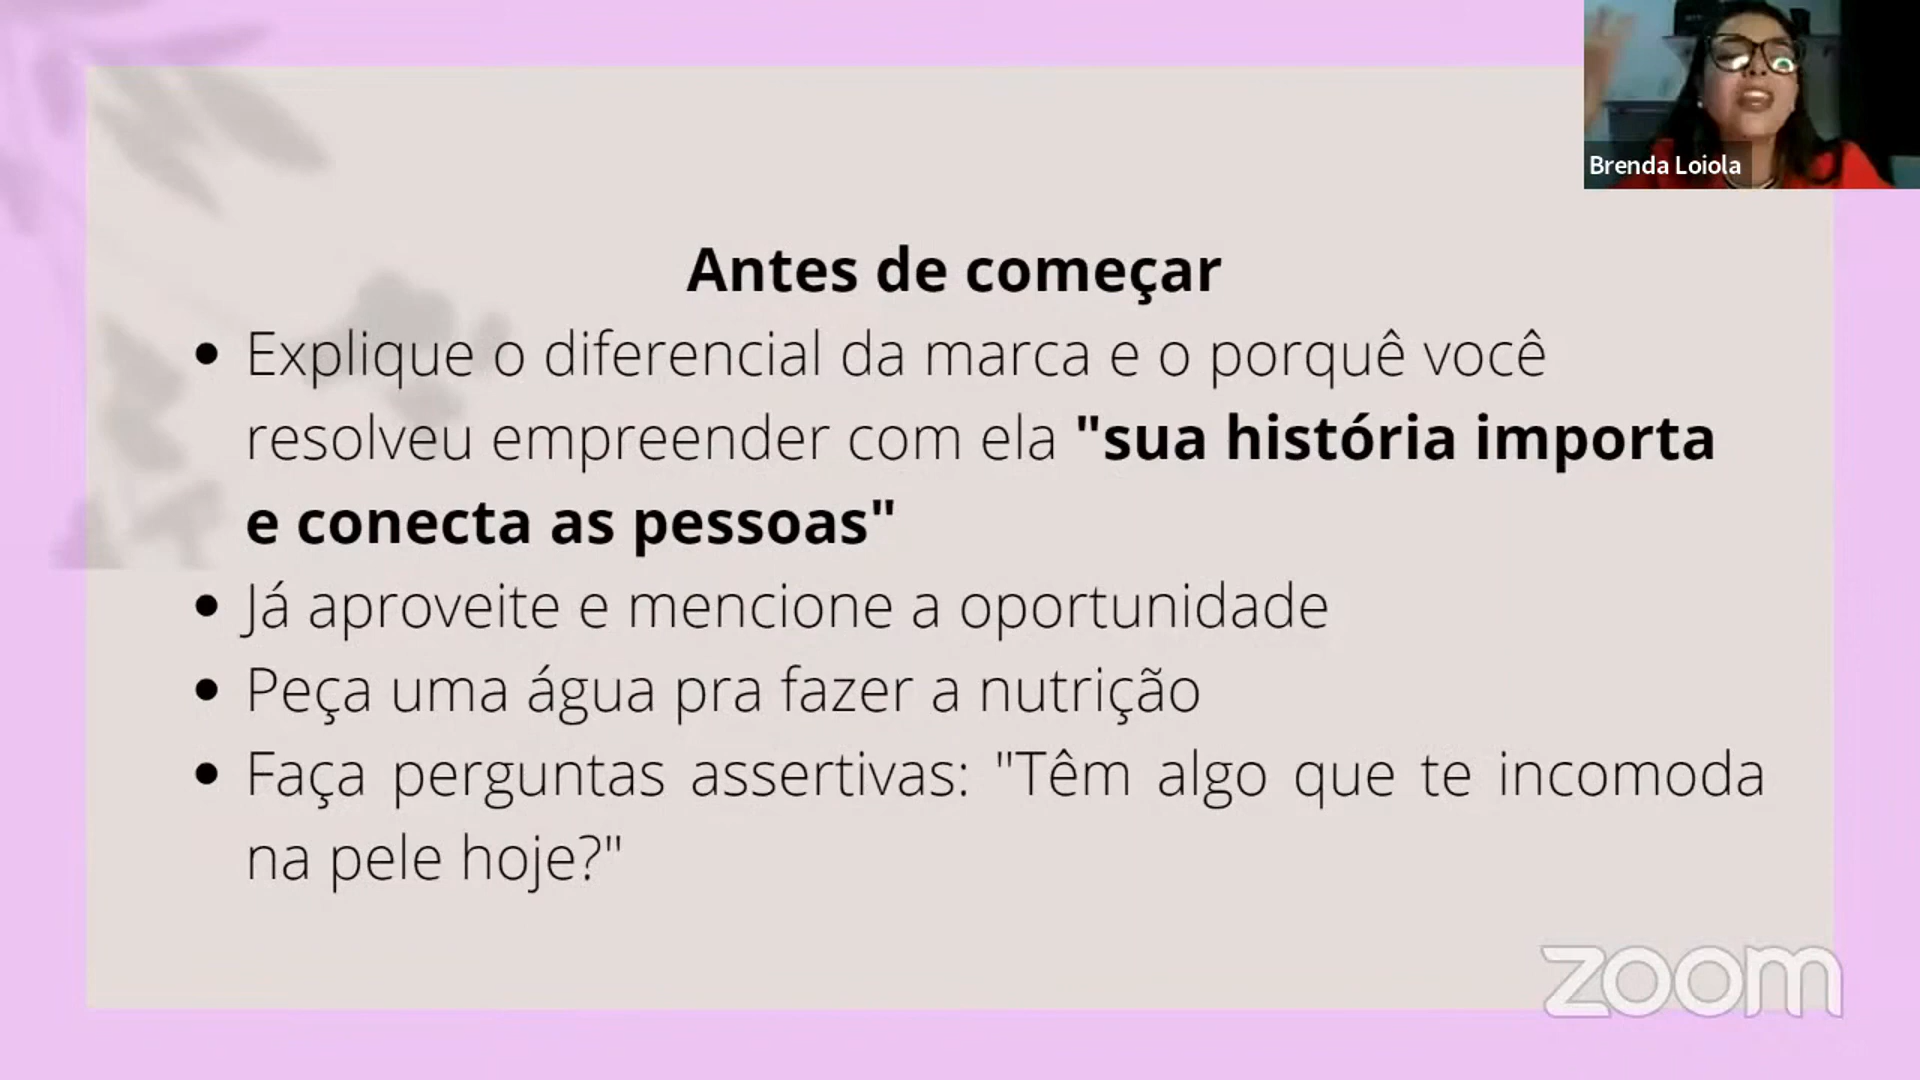 Brenda Loiola
Antes de começar
• Explique o diferencial da marca e o porquê você
resolveu empreender com ela "sua história importa
e conecta as pessoas"
• Já aproveite e mencione a oportunidade
• Peça uma água pra fazer a nutrição
• Faça perguntas assertivas: "Têm algo que te incomoda
na pele hoje?"
zoom